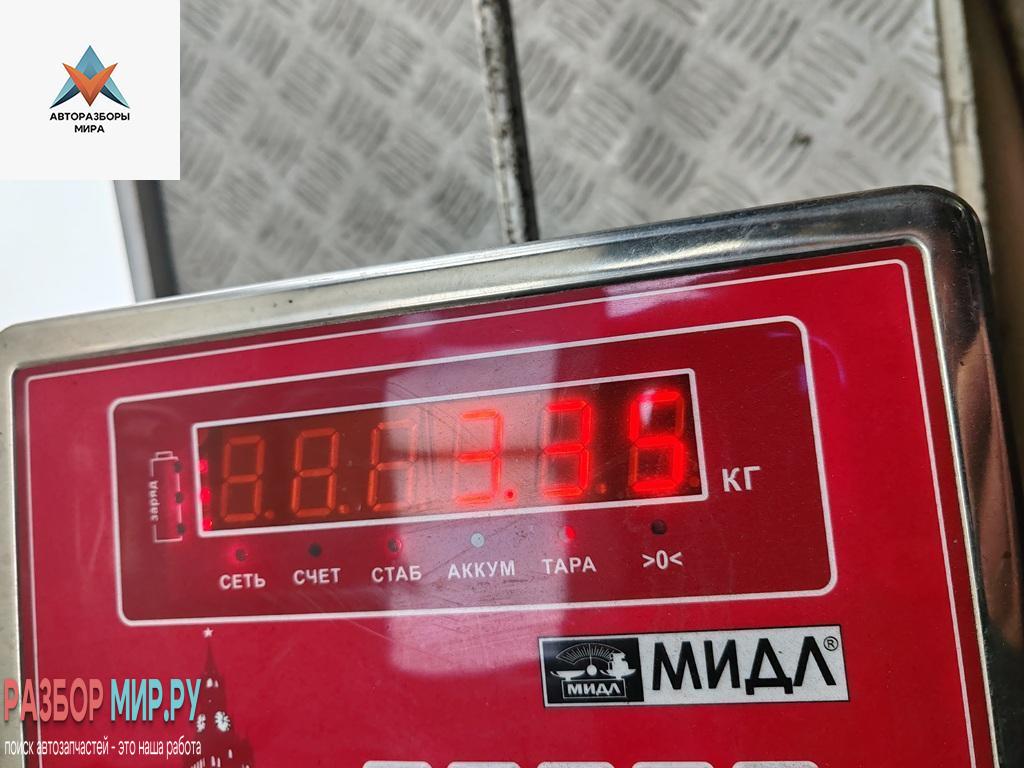 АВТОРАЗБОРЫ
МИРА
3.35
КГ
заряд
СЕТЬ СЧЕТ СТАБ АККУМ ТАРА >0<
МИДЛ МИДЛ®
РАЗБОР МИР.РУ
поиск автозапчастей - это наша работа